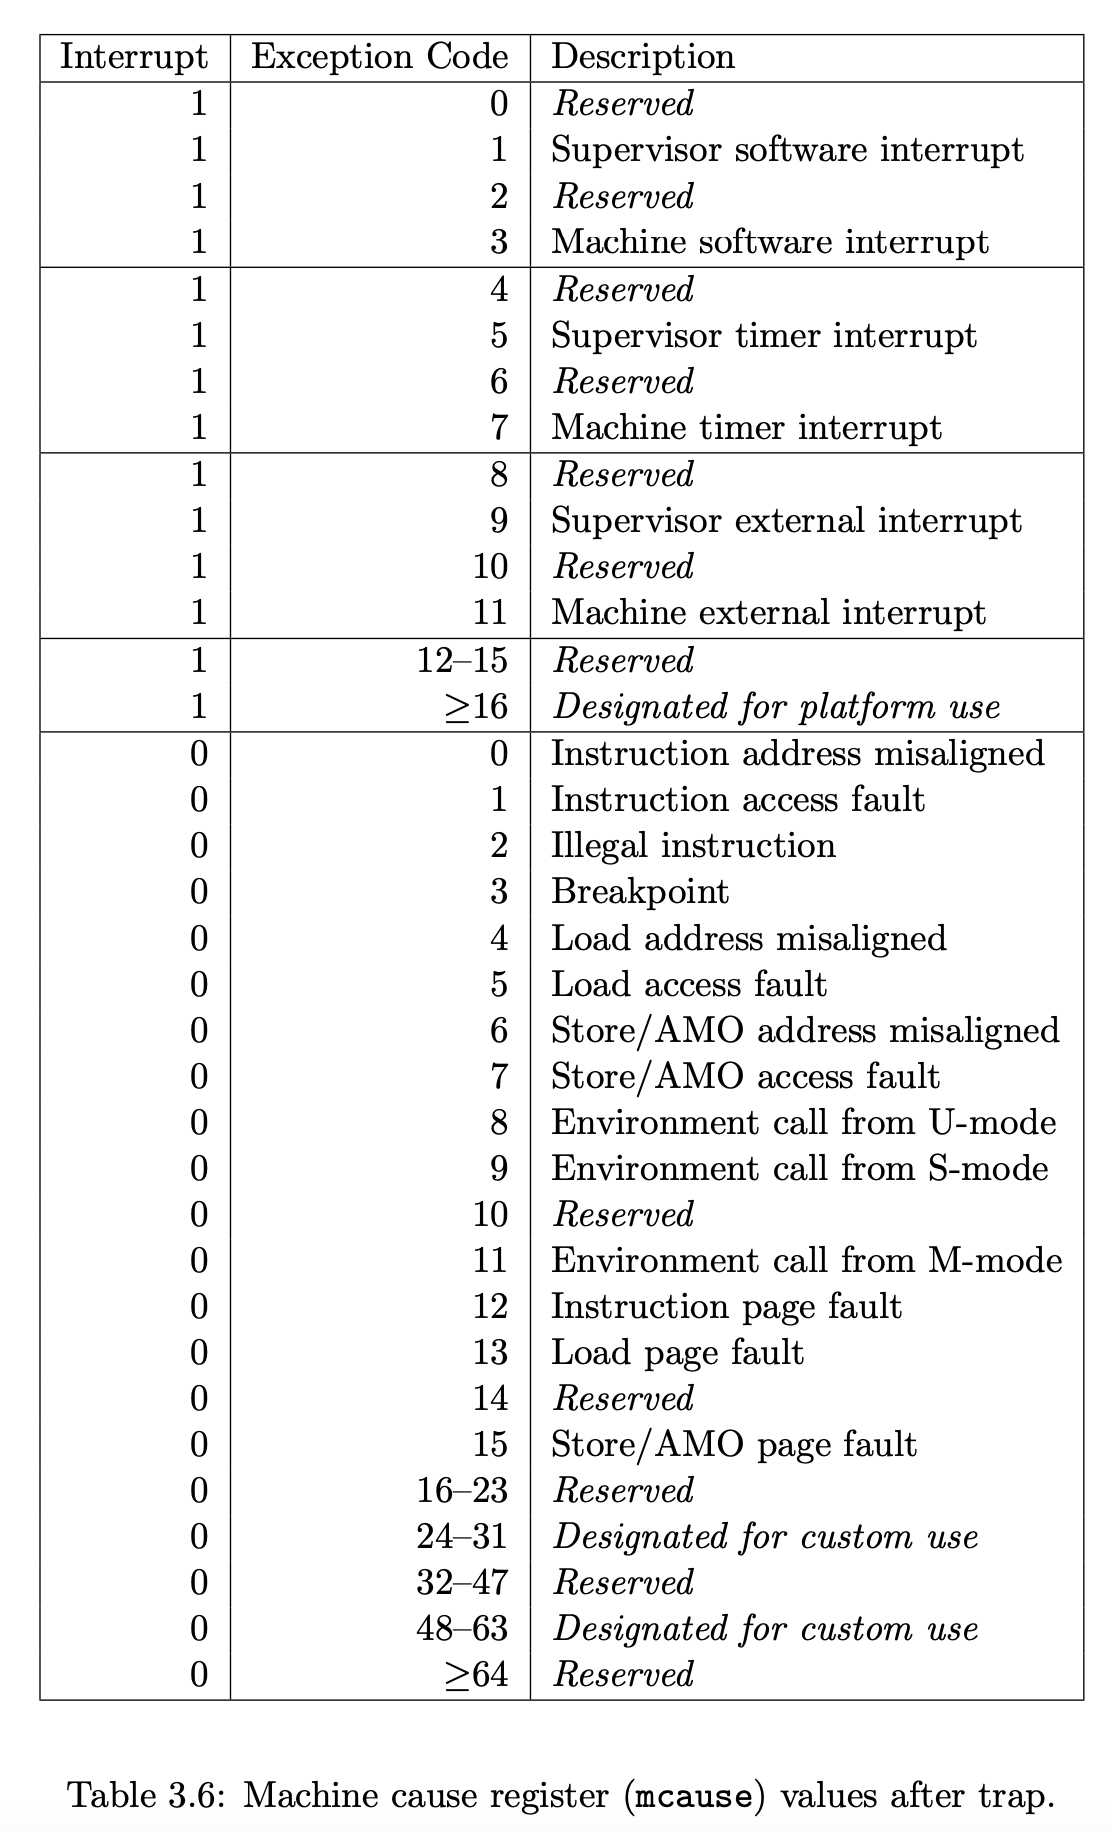 Interrupt Exception Code Description
1 0 Reserved
1 1 Supervisor software interrupt
1 2 Reserved
1 3 Machine software interrupt
1 4 Reserved
1 5 Supervisor timer interrupt
1 6 Reserved
1 7 Machine timer interrupt
1 8 Reserved
1 9 Supervisor external interrupt
1 10 Reserved
1 11 Machine external interrupt
1 12–15 Reserved
1 ≥16 Designated for platform use
0 0 Instruction address misaligned
0 1 Instruction access fault
0 2 Illegal instruction
0 3 Breakpoint
0 4 Load address misaligned
0 5 Load access fault
0 6 Store/AMO address misaligned
0 7 Store/AMO access fault
0 8 Environment call from U-mode
0 9 Environment call from S-mode
0 10 Reserved
0 11 Environment call from M-mode
0 12 Instruction page fault
0 13 Load page fault
0 14 Reserved
0 15 Store/AMO page fault
0 16–23 Reserved
0 24–31 Designated for custom use
0 32–47 Reserved
0 48–63 Designated for custom use
0 ≥64 Reserved
Table 3.6: Machine cause register (mcause) values after trap.